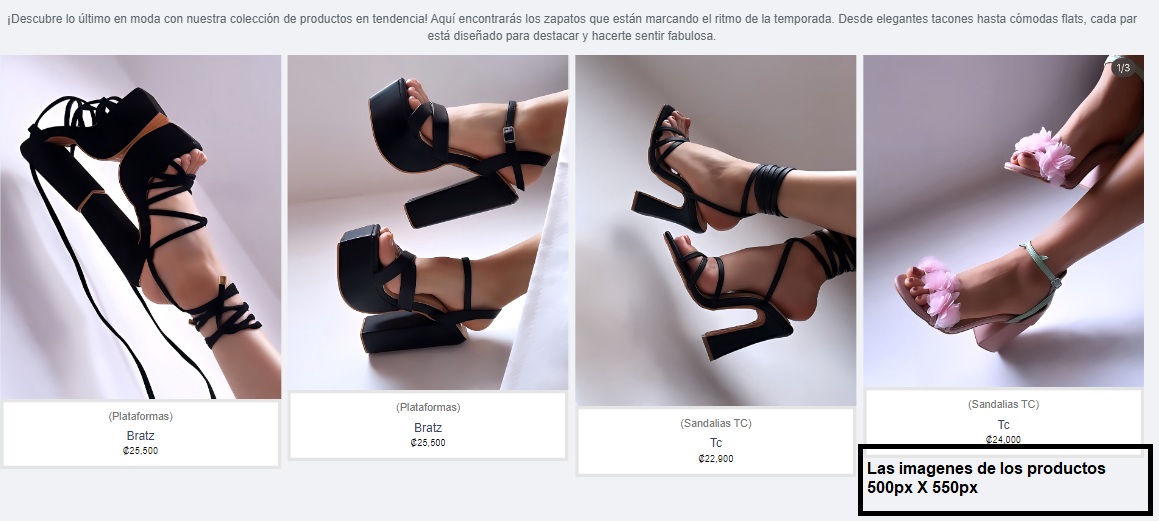 ¡Descubre lo último en moda con nuestra colección de productos en tendencia! Aquí encontrarás los zapatos que están marcando el ritmo de la temporada. Desde elegantes tacones hasta cómodas flats, cada par
está diseñado para destacar y hacerte sentir fabulosa.
1/3
(Plataformas)
Bratz
₡25,500
(Plataformas)
Bratz
₡25,500
(Sandalias TC)
Tc
₡22,900
(Sandalias TC)
Tc
₡24,000
Las imagenes de los productos
500px X 550px